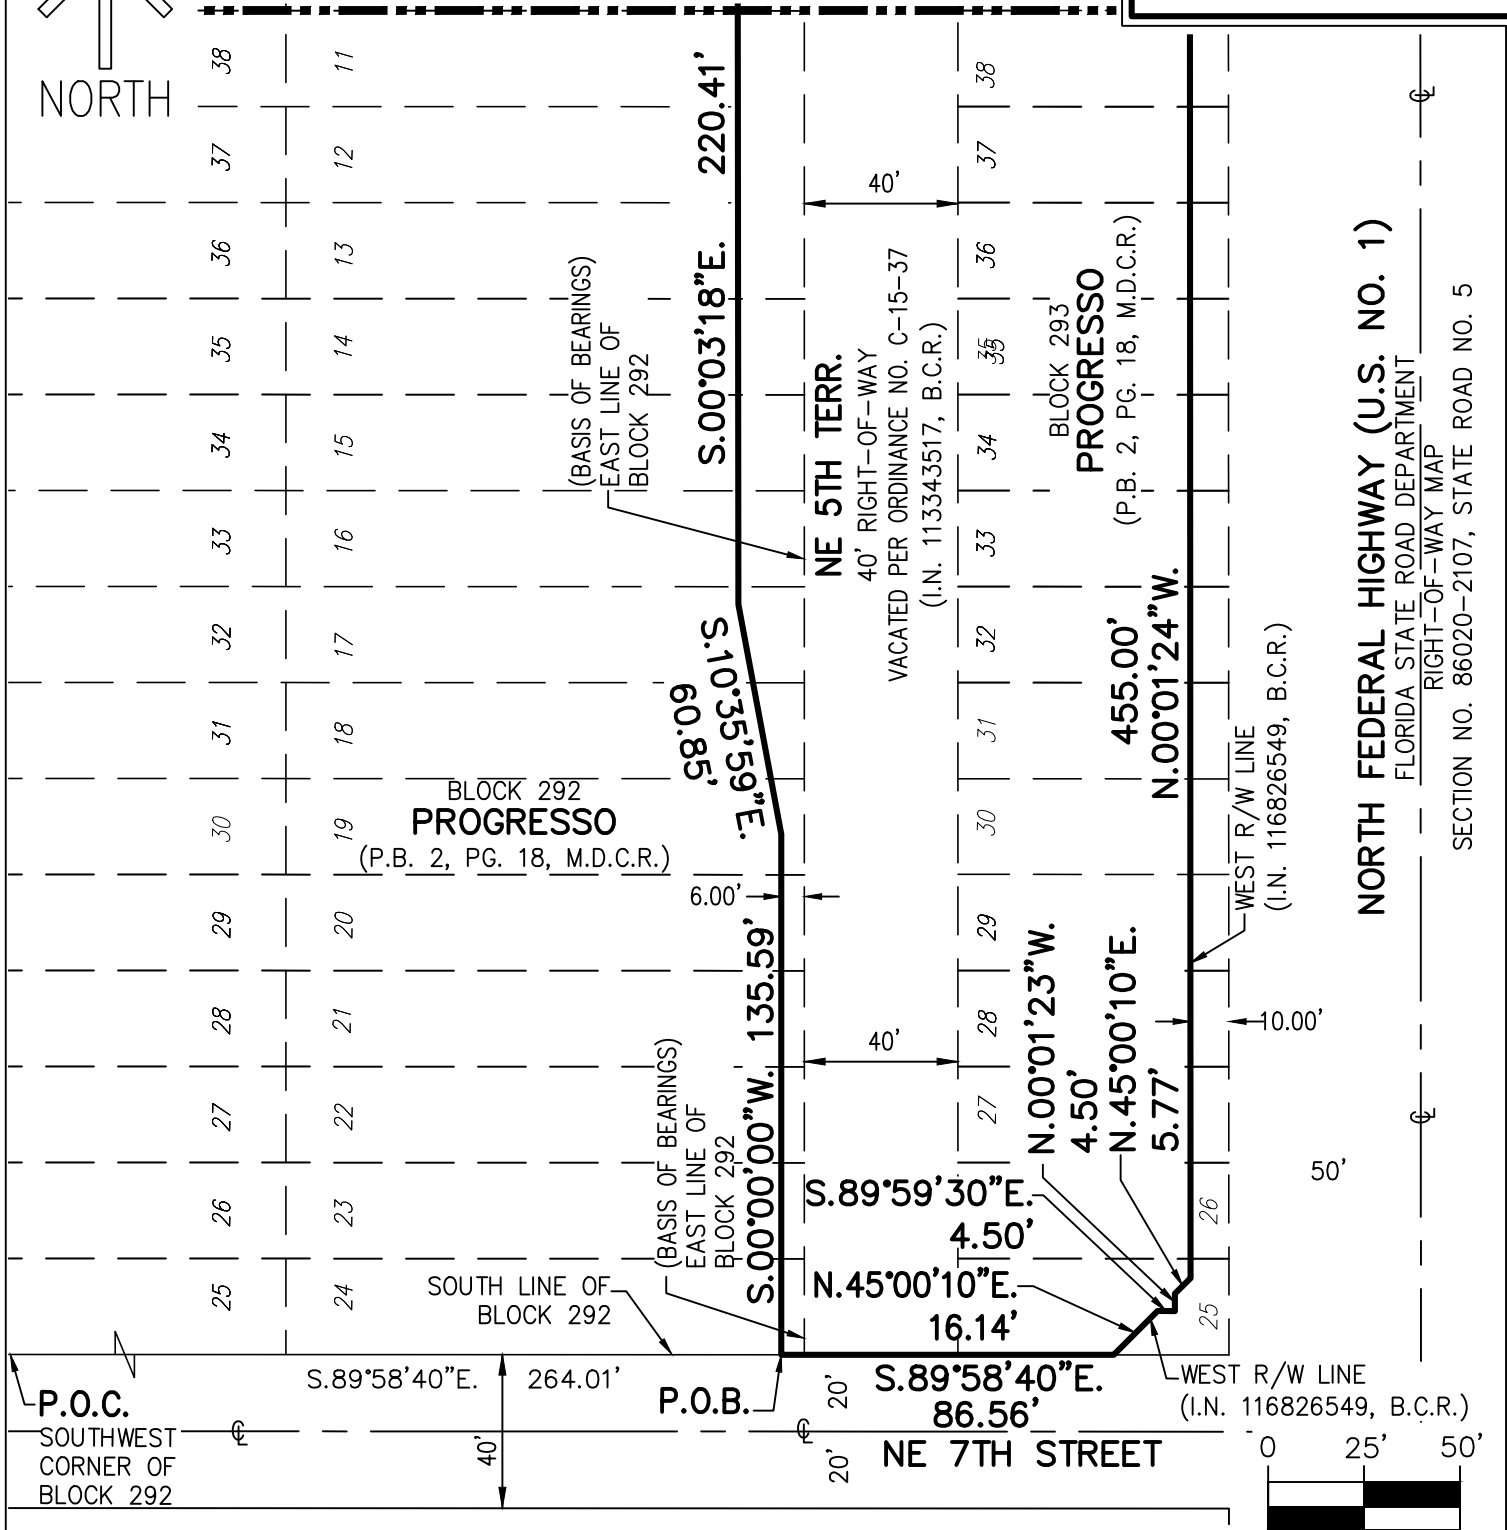 NORTH
38
37
36
35
34
33
32
31
30
29
28
27
26
25
11
12
13
14
15
16
17
18
19
20
21
22
23
24
220.41'
S.00°03'18"E.
(BASIS OF BEARINGS)
EAST LINE OF
BLOCK 292
S.10°35'59"E.
60.85'
BLOCK 292
PROGRESSO
(P.B. 2, PG. 18, M.D.C.R.)
6.00'
135.59'
S.00°00'00"W.
(BASIS OF BEARINGS)
EAST LINE OF
BLOCK 292
40'
NE 5TH TERR.
40' RIGHT-OF-WAY
VACATED PER ORDINANCE NO. C-15-37
(I.N. 113343517, B.C.R.)
40'
38
37
36
35
35
34
33
32
31
30
29
28
27
26
25
BLOCK 293
PROGRESSO
(P.B. 2, PG. 18, M.D.C.R.)
455.00'
N.00°01'24"W.
WEST R/W LINE
(I.N. 116826549, B.C.R.)
NORTH FEDERAL HIGHWAY (U.S. NO. 1)
FLORIDA STATE ROAD DEPARTMENT
RIGHT-OF-WAY MAP
SECTION NO. 86020-2107, STATE ROAD NO. 5
℄
℄
10.00'
50'
N.00°01'23"W.
4.50'
N.45°00'10"E.
5.77'
S.89°59'30"E.
4.50'
N.45°00'10"E.
16.14'
SOUTH LINE OF
BLOCK 292
S.89°58'40"E. 264.01'
P.O.B.
P.O.C.
SOUTHWEST
CORNER OF
BLOCK 292
℄
40'
℄
20'
20'
S.89°58'40"E.
86.56'
NE 7TH STREET
WEST R/W LINE
(I.N. 116826549, B.C.R.)
0 25' 50'